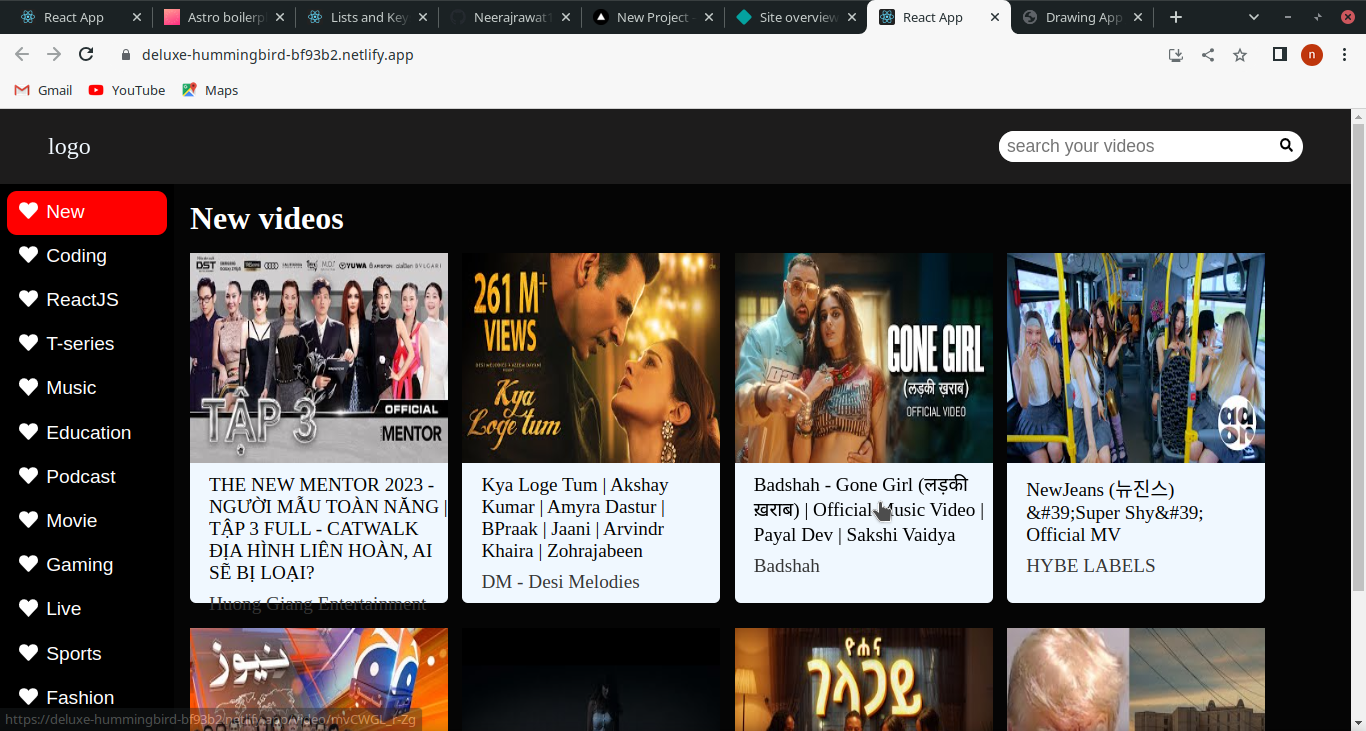 React App
Astro boilerp
Lists and Key
Neerajrawat1
New Project -
Site overview
React App
Drawing App
deluxe-hummingbird-bf93b2.netlify.app
n
Gmail
YouTube
Maps
logo
search your videos
New
Coding
ReactJS
T-series
Music
Education
Podcast
Movie
Gaming
Live
Sports
Fashion
New videos
DST
YUWA
TẬP 3
OFFICIAL
MENTOR
THE NEW MENTOR 2023 -
NGƯỜI MẪU TOÀN NĂNG |
TẬP 3 FULL - CATWALK
ĐỊA HÌNH LIÊN HOÀN, AI
SẼ BỊ LOẠI?
Huong Giang Entertainment
261 M+
VIEWS
Kya
Loge tum
Kya Loge Tum | Akshay
Kumar | Amyra Dastur |
BPraak | Jaani | Arvindr
Khaira | Zohrajabeen
DM - Desi Melodies
GONE GIRL
(लड़की ख़राब)
OFFICIAL VIDEO
Badshah - Gone Girl (लड़की
ख़राब) | Official Music Video |
Payal Dev | Sakshi Vaidya
Badshah
ador
NewJeans (뉴진스)
&#39;Super Shy&#39;
Official MV
HYBE LABELS
نیوز
ዮሐና
ገላጋይ
https://deluxe-hummingbird-bf93b2.netlify.app/video/mvCWGL_r-Zg